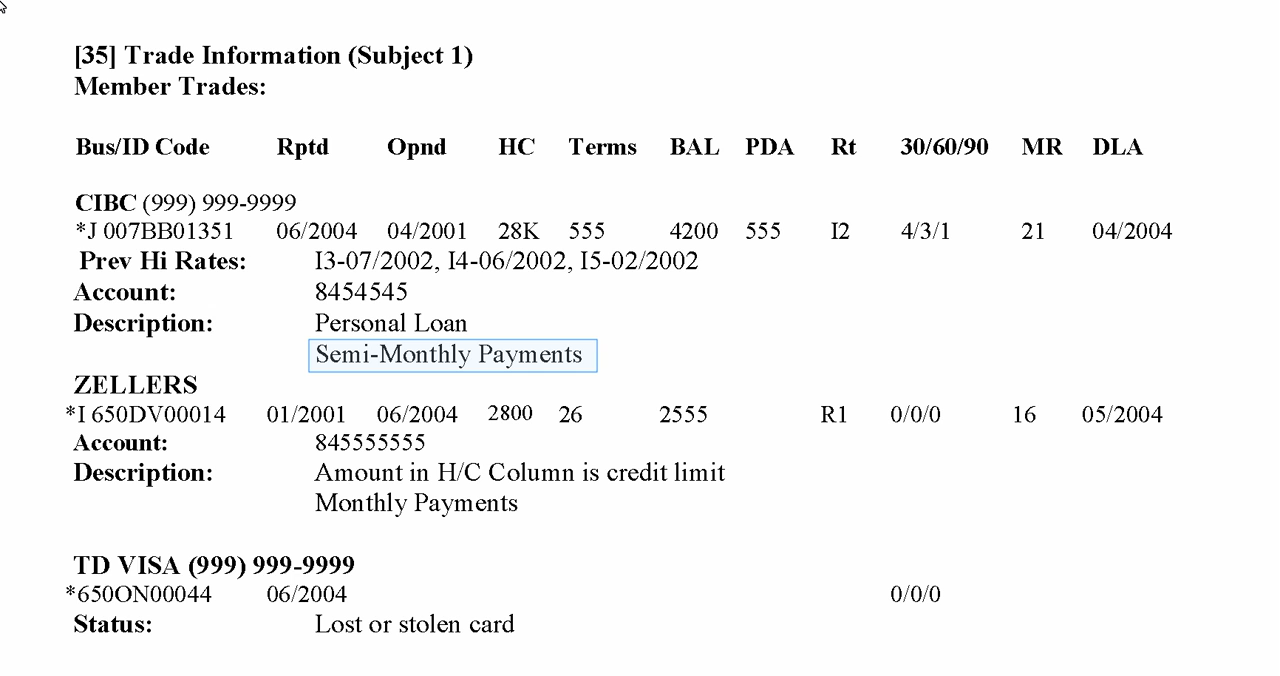 [35] Trade Information (Subject 1)
Member Trades:
Bus/ID Code Rptd Opnd HC Terms BAL PDA Rt 30/60/90 MR DLA
CIBC (999) 999-9999
*J 007BB01351 06/2004 04/2001 28K 555 4200 555 I2 4/3/1 21 04/2004
Prev Hi Rates: I3-07/2002, I4-06/2002, I5-02/2002
Account: 8454545
Description: Personal Loan
Semi-Monthly Payments
ZELLERS
*I 650DV00014 01/2001 06/2004 2800 26 2555 R1 0/0/0 16 05/2004
Account: 845555555
Description: Amount in H/C Column is credit limit
Monthly Payments
TD VISA (999) 999-9999
*650ON00044 06/2004 0/0/0
Status: Lost or stolen card